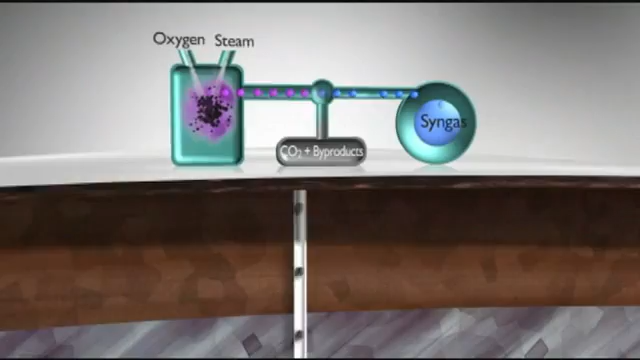 Oxygen Steam
CO₂ + Byproducts
Syngas